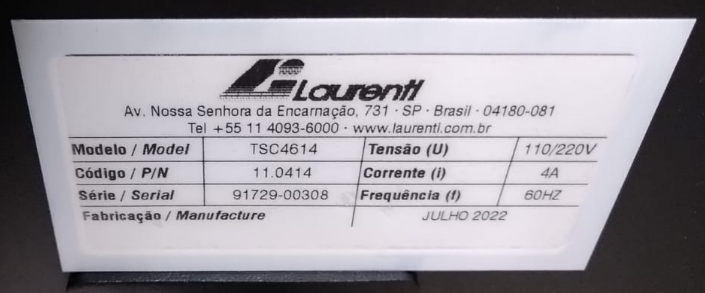 Laurenti
Av. Nossa Senhora da Encarnação, 731 · SP · Brasil · 04180-081
Tel +55 11 4093-6000 · www.laurenti.com.br
Modelo / Model TSC4614 Tensão (U) 110/220V
Código / P/N 11.0414 Corrente (i) 4A
Série / Serial 91729-00308 Frequência (f) 60HZ
Fabricação / Manufacture JULHO 2022